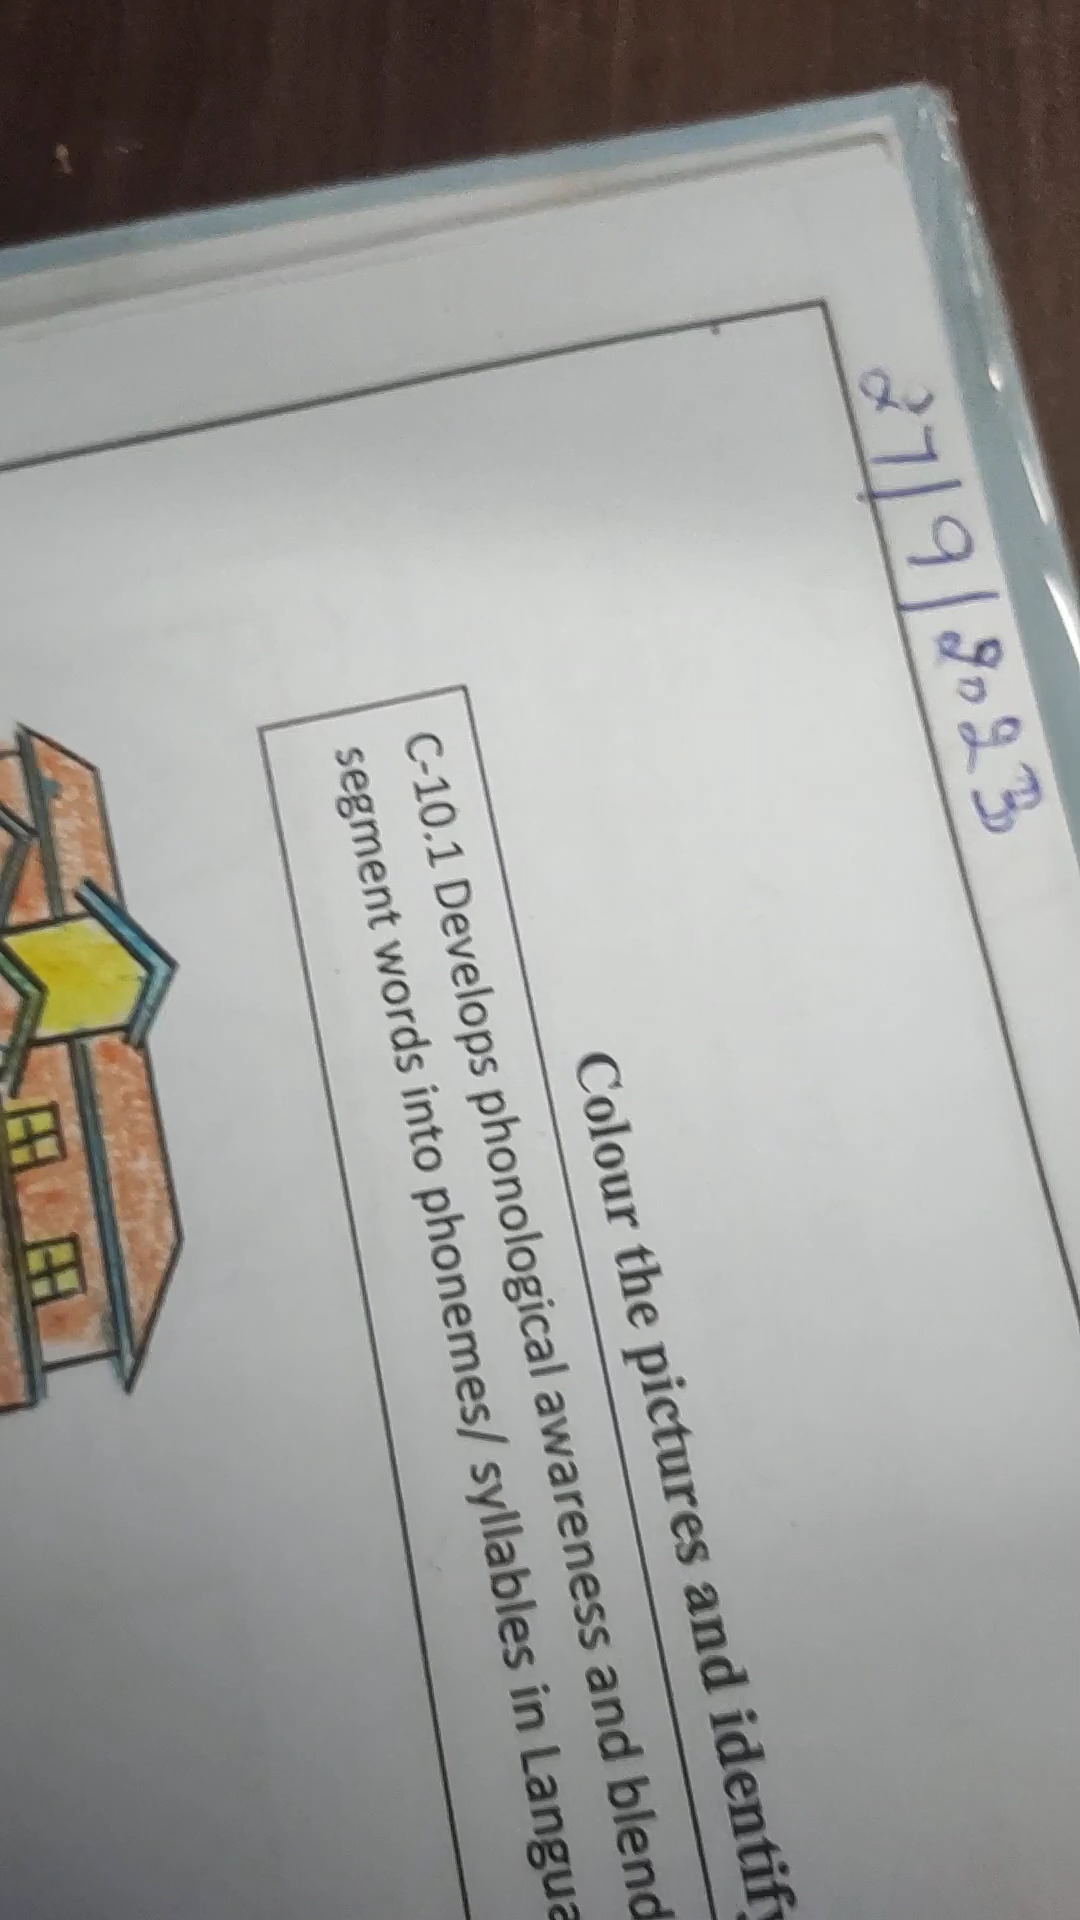 27/9/2023
Colour the pictures and identify
C-10.1 Develops phonological awareness and blend
segment words into phonemes/ syllables in